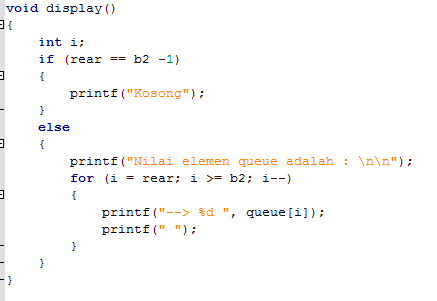 void display()
{
    int i;
    if (rear == b2 -1)
    {
        printf("Kosong");
    }
    else
    {
        printf("Nilai elemen queue adalah : \n\n");
        for (i = rear; i >= b2; i--)
        {
            printf("--> %d ", queue[i]);
            printf(" ");
        }
    }
}